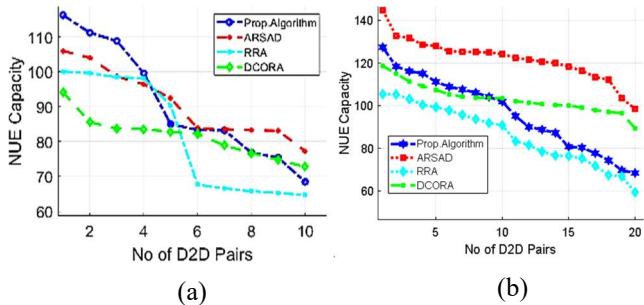 120
110
100
90
80
70
60
NUE Capacity
2
4
6
8
10
No of D2D Pairs
Prop.Algorithm
ARSAD
RRA
DCORA
(a)
140
120
100
80
60
NUE Capacity
5
10
15
20
No of D2D Pairs
Prop.Algorithm
ARSAD
RRA
DCORA
(b)